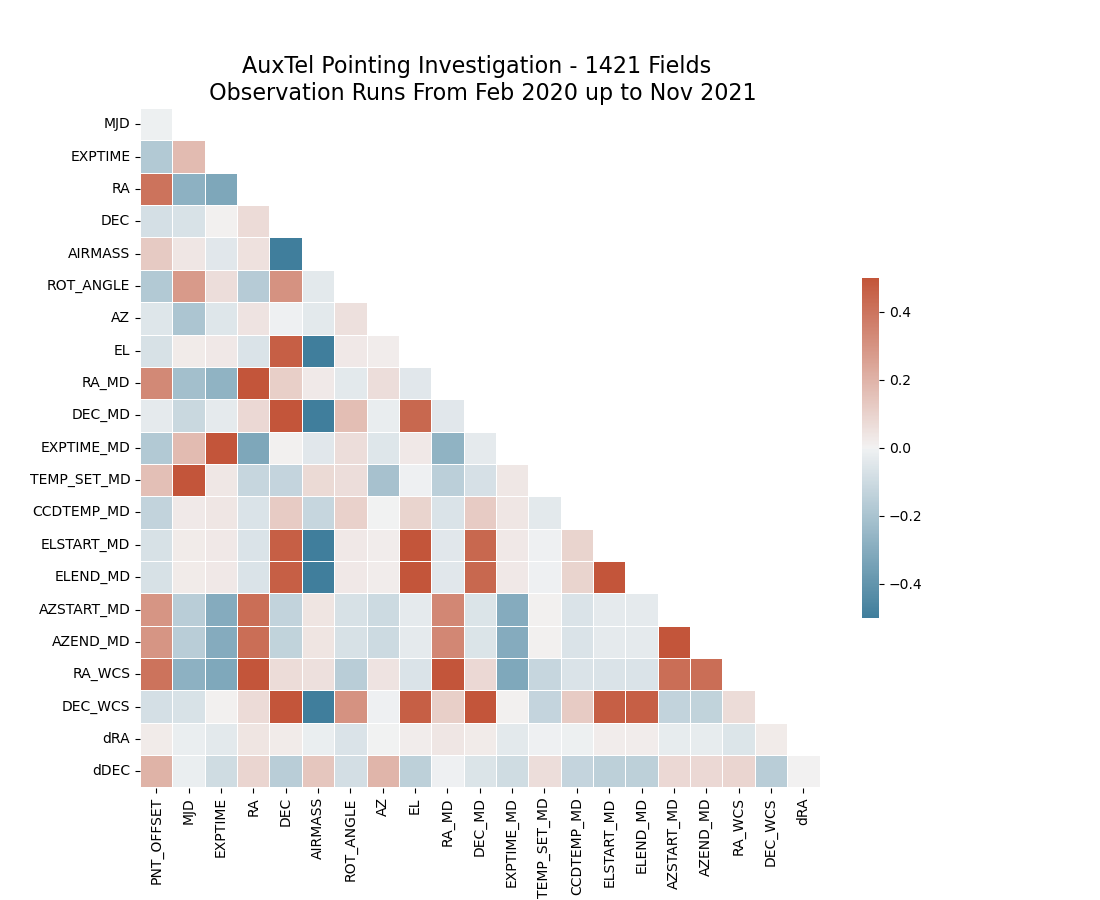 AuxTel Pointing Investigation - 1421 Fields
Observation Runs From Feb 2020 up to Nov 2021
MJD
EXPTIME
RA
DEC
AIRMASS
ROT_ANGLE
AZ
EL
RA_MD
DEC_MD
EXPTIME_MD
TEMP_SET_MD
CCDTEMP_MD
ELSTART_MD
ELEND_MD
AZSTART_MD
AZEND_MD
RA_WCS
DEC_WCS
dRA
dDEC
PNT_OFFSET
MJD
EXPTIME
RA
DEC
AIRMASS
ROT_ANGLE
AZ
EL
RA_MD
DEC_MD
EXPTIME_MD
TEMP_SET_MD
CCDTEMP_MD
ELSTART_MD
ELEND_MD
AZSTART_MD
AZEND_MD
RA_WCS
DEC_WCS
dRA
0.4
0.2
0.0
−0.2
−0.4